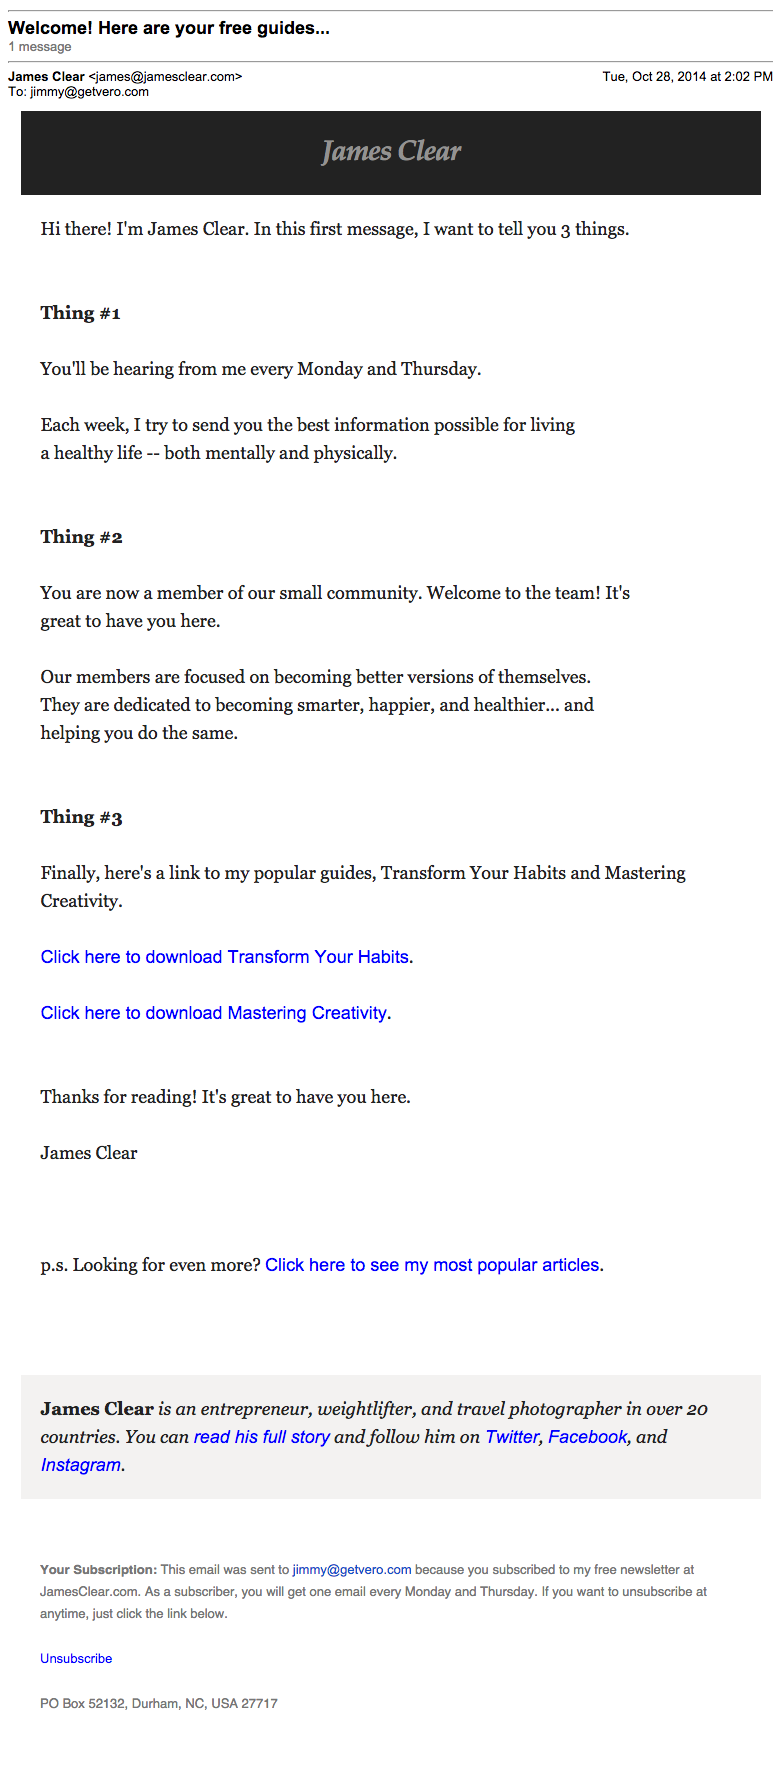 Welcome! Here are your free guides...
1 message
James Clear <james@jamesclear.com> Tue, Oct 28, 2014 at 2:02 PM
To: jimmy@getvero.com
James Clear
Hi there! I'm James Clear. In this first message, I want to tell you 3 things.
Thing #1
You'll be hearing from me every Monday and Thursday.
Each week, I try to send you the best information possible for living
a healthy life -- both mentally and physically.
Thing #2
You are now a member of our small community. Welcome to the team! It's
great to have you here.
Our members are focused on becoming better versions of themselves.
They are dedicated to becoming smarter, happier, and healthier... and
helping you do the same.
Thing #3
Finally, here's a link to my popular guides, Transform Your Habits and Mastering
Creativity.
Click here to download Transform Your Habits.
Click here to download Mastering Creativity.
Thanks for reading! It's great to have you here.
James Clear
p.s. Looking for even more? Click here to see my most popular articles.
James Clear is an entrepreneur, weightlifter, and travel photographer in over 20
countries. You can read his full story and follow him on Twitter, Facebook, and
Instagram.
Your Subscription: This email was sent to jimmy@getvero.com because you subscribed to my free newsletter at
JamesClear.com. As a subscriber, you will get one email every Monday and Thursday. If you want to unsubscribe at
anytime, just click the link below.
Unsubscribe
PO Box 52132, Durham, NC, USA 27717